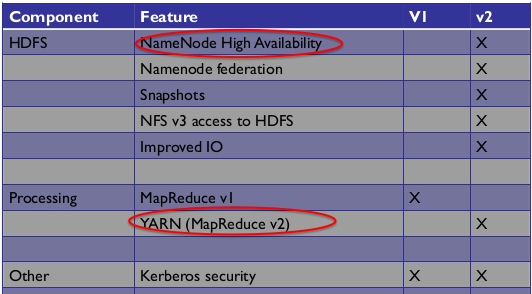 Component Feature V1 v2
HDFS NameNode High Availability X
Namenode federation X
Snapshots X
NFS v3 access to HDFS X
Improved IO X
Processing MapReduce v1 X
YARN (MapReduce v2) X
Other Kerberos security X X